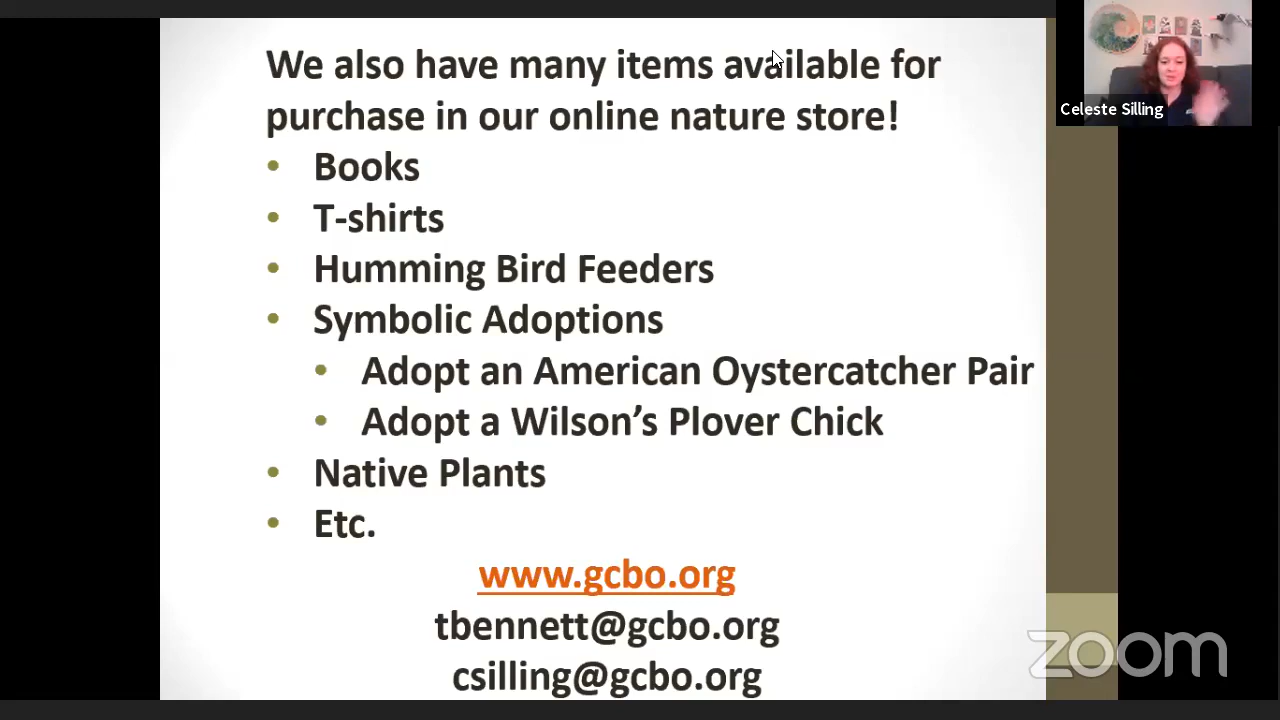 We also have many items available for
purchase in our online nature store!
• Books
• T-shirts
• Humming Bird Feeders
• Symbolic Adoptions
• Adopt an American Oystercatcher Pair
• Adopt a Wilson’s Plover Chick
• Native Plants
• Etc.
www.gcbo.org
tbennett@gcbo.org
csilling@gcbo.org
Celeste Silling
zoom